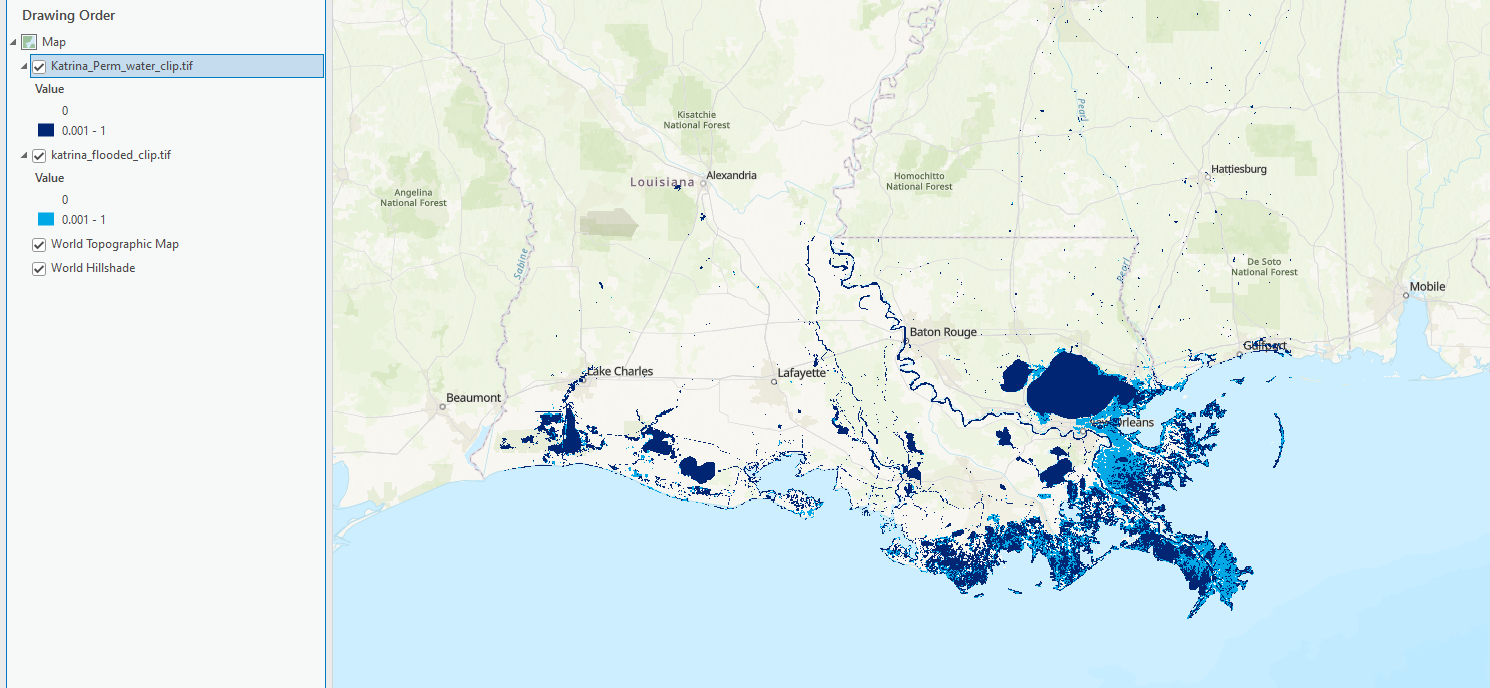 Drawing Order
Map
Katrina_Perm_water_clip.tif
Value
0
0.001 - 1
katrina_flooded_clip.tif
Value
0
0.001 - 1
World Topographic Map
World Hillshade
Kisatchie
National Forest
Pearl
Louisiana
Alexandria
Angelina
National Forest
Homochitto
National Forest
Hattiesburg
Sabine
Pearl
De Soto
National Forest
Mobile
Baton Rouge
Gulfport
Lake Charles
Lafayette
Beaumont
Orleans